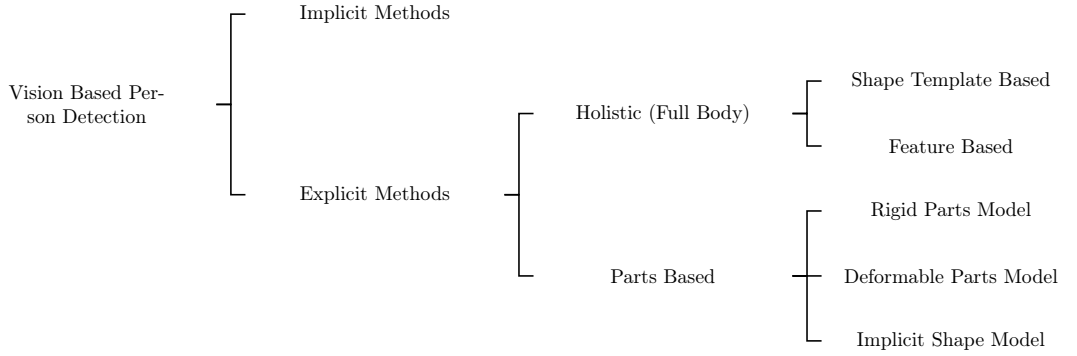 Implicit Methods
Shape Template Based
Vision Based Per-
son Detection
Holistic (Full Body)
Feature Based
Explicit Methods
Rigid Parts Model
Parts Based
Deformable Parts Model
Implicit Shape Model